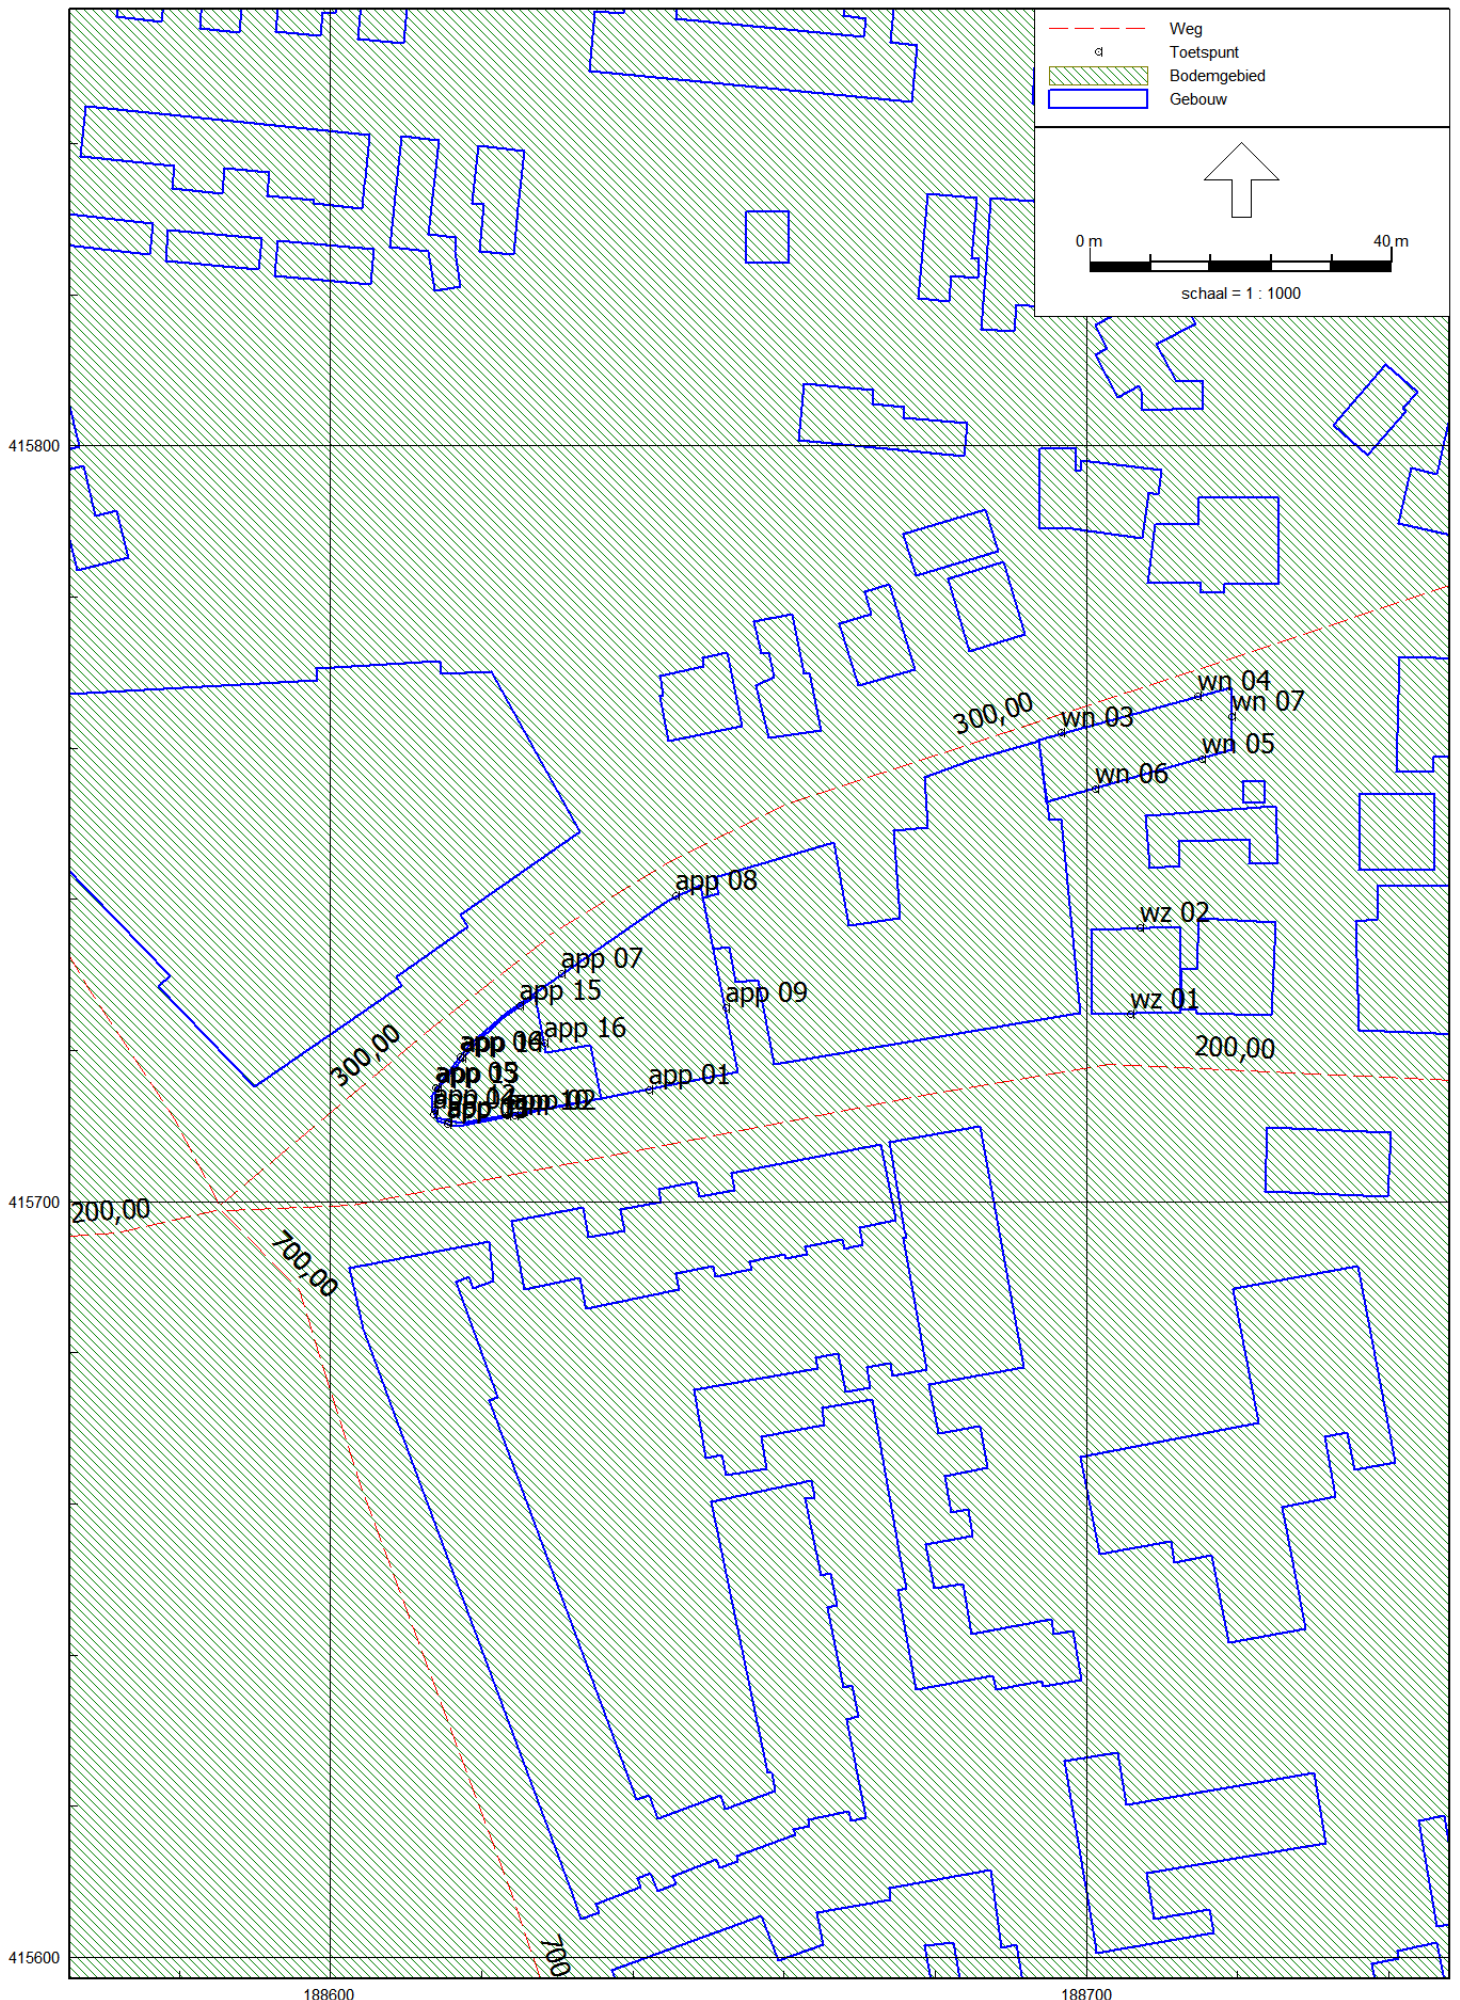 Weg
Toetspunt
Bodemgebied
Gebouw
0 m 40 m
schaal = 1 : 1000
415800
wn 04
wn 07
300,00
wn 03
wn 05
wn 06
app 08
wz 02
app 07
app 15
app 09
wz 01
app 16
300,00
200,00
app 01
415700
200,00
700,00
700
415600
188600 188700